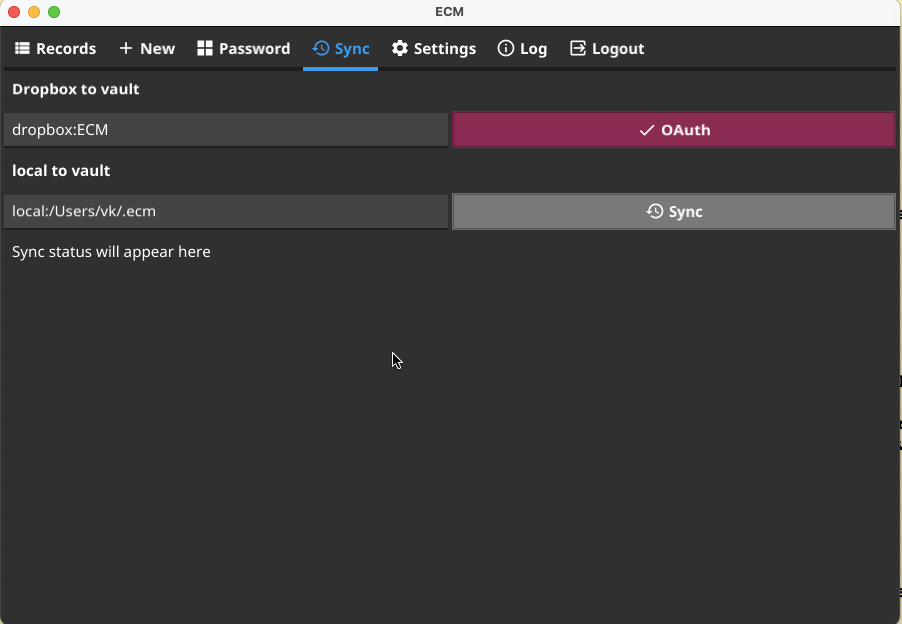 ECM
Records New Password Sync Settings Log Logout
Dropbox to vault
dropbox:ECM OAuth
local to vault
local:/Users/vk/.ecm Sync
Sync status will appear here